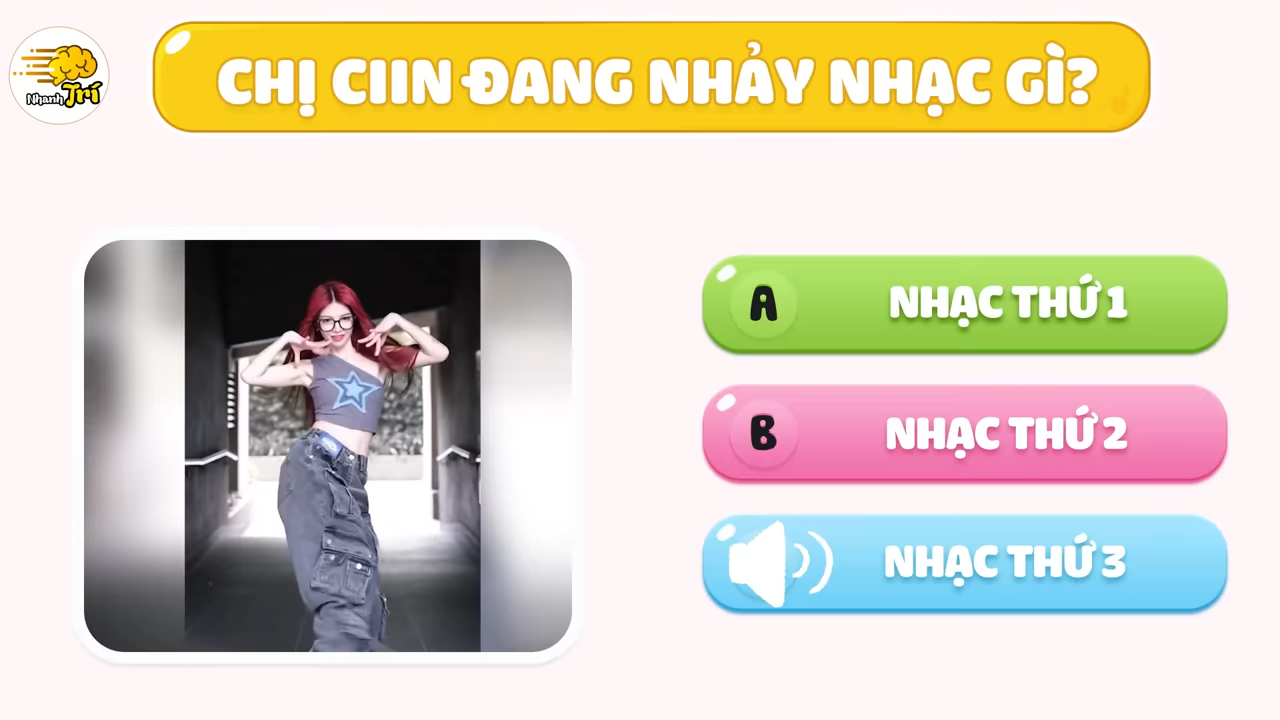 CHỊ CIIN ĐANG NHẢY NHẠC GÌ?
Nhanh Trí
A NHẠC THỨ 1
B NHẠC THỨ 2
NHẠC THỨ 3